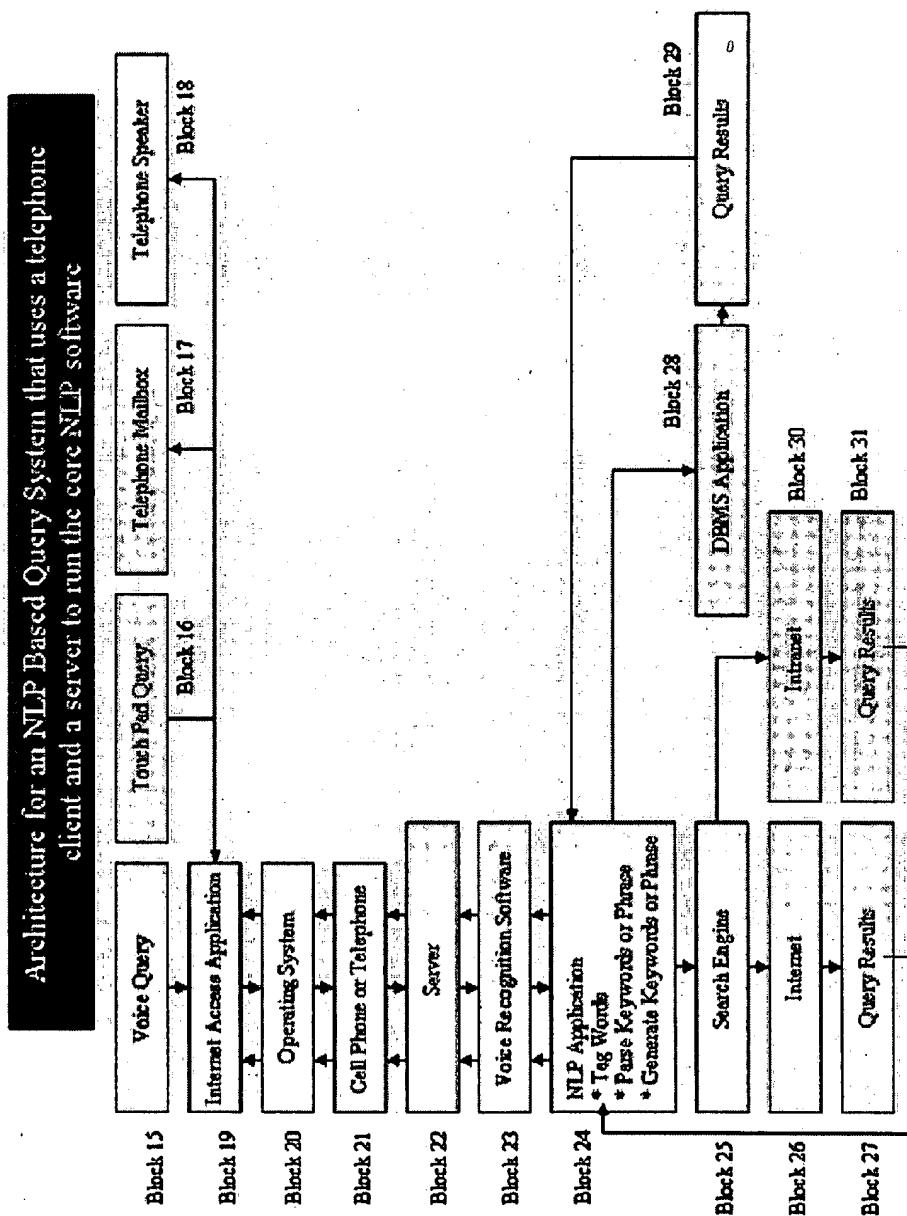 Architecture for an NLP Based Query System that uses a telephone
client and a server to run the core NLP software
Voice Query
Touch Pad Query
Telephone Mailbox
Telephone Speaker
Block 15
Block 16
Block 17
Block 18
Block 19
Internet Access Application
Block 20
Operating System
Block 21
Cell Phone or Telephone
Block 22
Server
Block 23
Voice Recognition Software
Block 24
NLP Application
* Tag Words
* Parse Keywords or Phrase
* Generate Keywords or Phrase
Block 25
Search Engine
Block 28
DBMS Application
Block 29
Query Results
0
Block 26
Internet
Intranet
Block 30
Block 27
Query Results
Query Results
Block 31